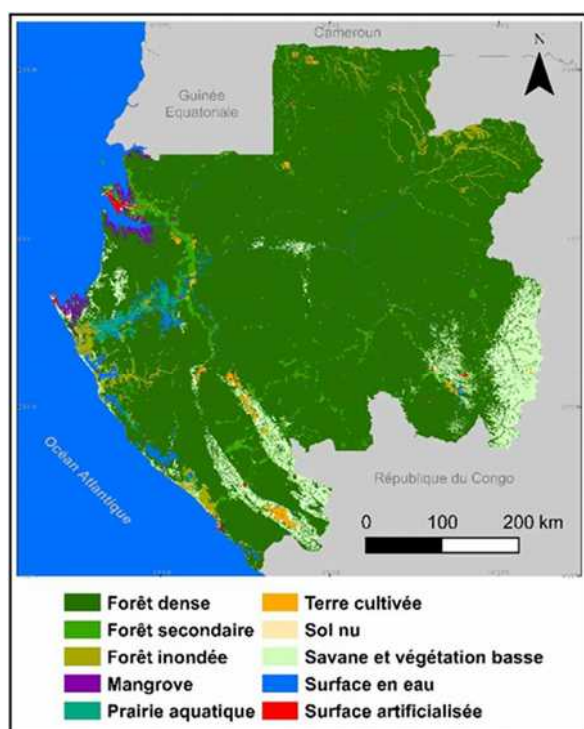 Cameroun
N
Guinée
Equatoriale
Océan Atlantique
République du Congo
0 100 200 km
Forêt dense
Forêt secondaire
Forêt inondée
Mangrove
Prairie aquatique
Terre cultivée
Sol nu
Savane et végétation basse
Surface en eau
Surface artificialisée